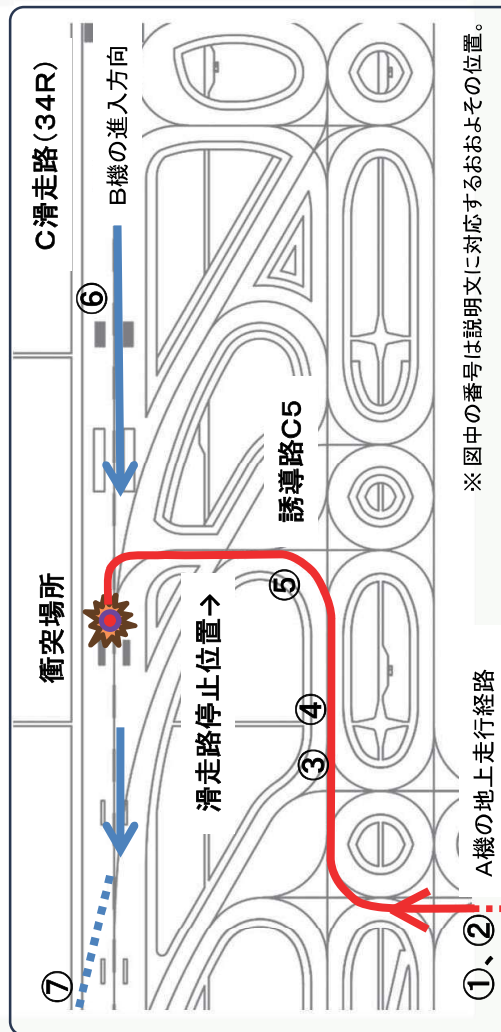 C滑走路(34R)
B機の進入方向
⑥
衝突場所
誘導路C5
滑走路停止位置→
⑤
④
③
⑦
A機の地上走行経路
①、②
※図中の番号は説明文に対応するおおよその位置。